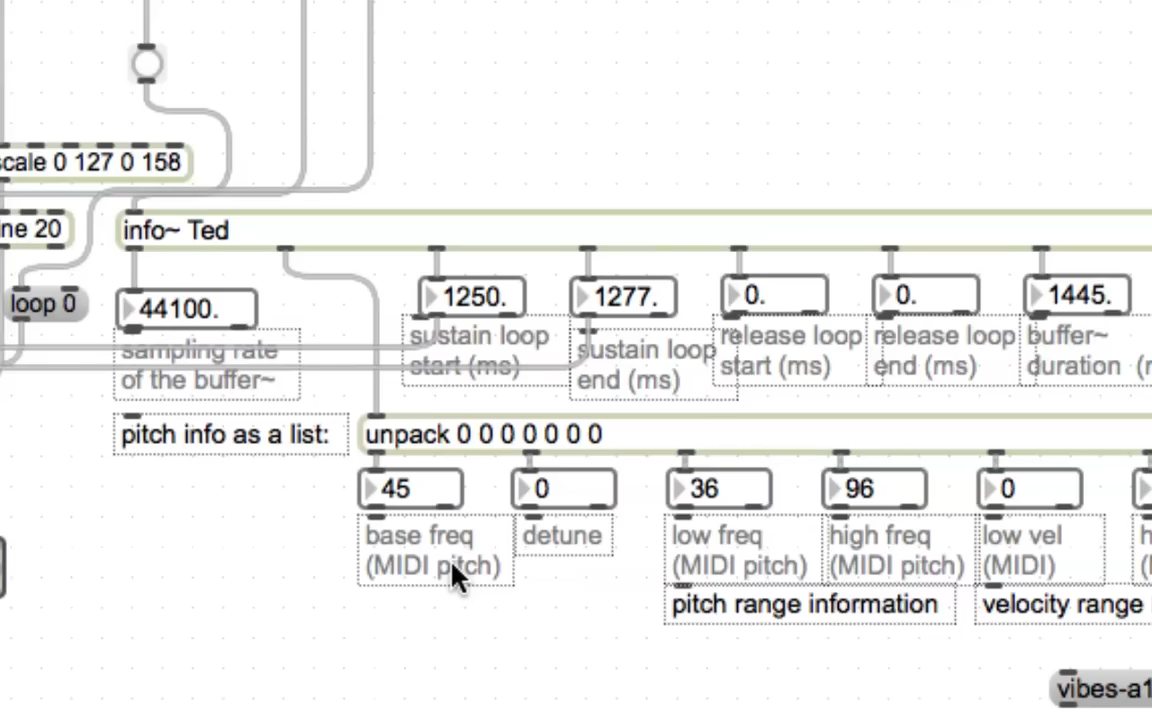 scale 0 127 0 158
ne 20
info~ Ted
loop 0
44100.
1250.
1277.
0.
0.
1445.
sampling rate
of the buffer~
sustain loop
start (ms)
sustain loop
end (ms)
release loop
start (ms)
release loop
end (ms)
buffer~
duration
pitch info as a list:
unpack 0 0 0 0 0 0 0
45
0
36
96
0
base freq
(MIDI pitch)
detune
low freq
(MIDI pitch)
high freq
(MIDI pitch)
low vel
(MIDI)
pitch range information
velocity range
vibes-a1